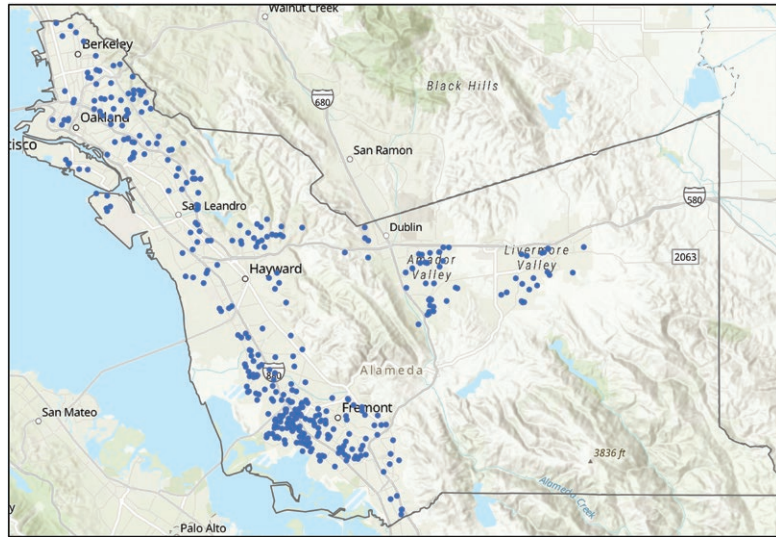 Walnut Creek
Berkeley
Black Hills
680
Oakland
cisco
San Ramon
580
San Leandro
Dublin
Amador
Valley
Livermore
Valley
2063
Hayward
Alameda
880
San Mateo
Fremont
3836 ft
Alameda Creek
y
Palo Alto